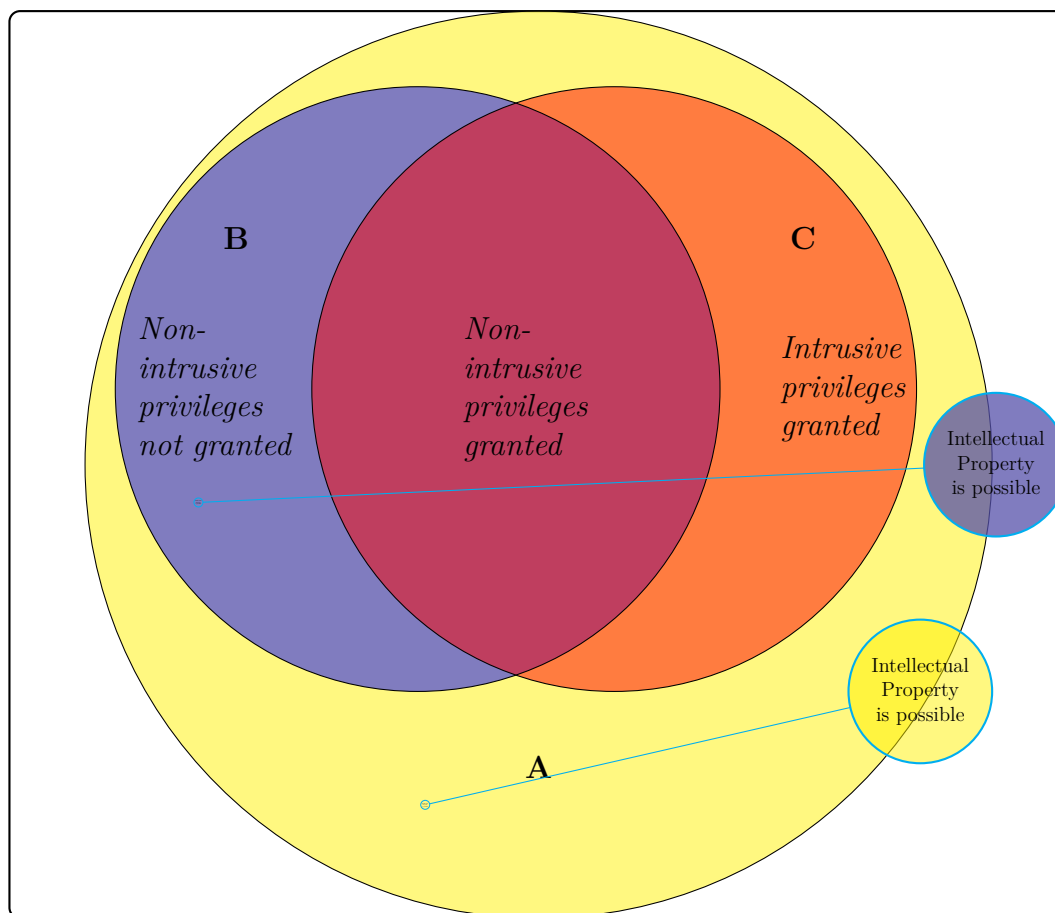 B
C
Non-
intrusive
privileges
not granted
Non-
intrusive
privileges
granted
Intrusive
privileges
granted
Intellectual
Property
is possible
Intellectual
Property
is possible
A